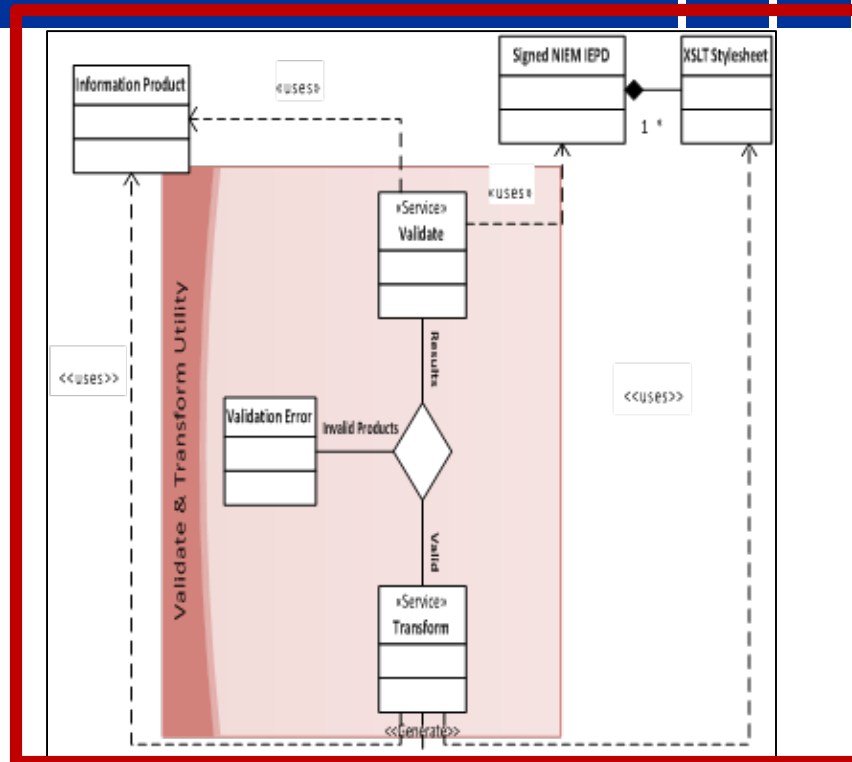 Signed NIEM IEPD
XSLT Stylesheet
Information Product
«uses»
1 *
«uses»
«Service»
Validate
Results
<<uses>>
<<uses>>
Validate & Transform Utility
Validation Error
Invalid Products
Valid
«Service»
Transform
<<Generate>>